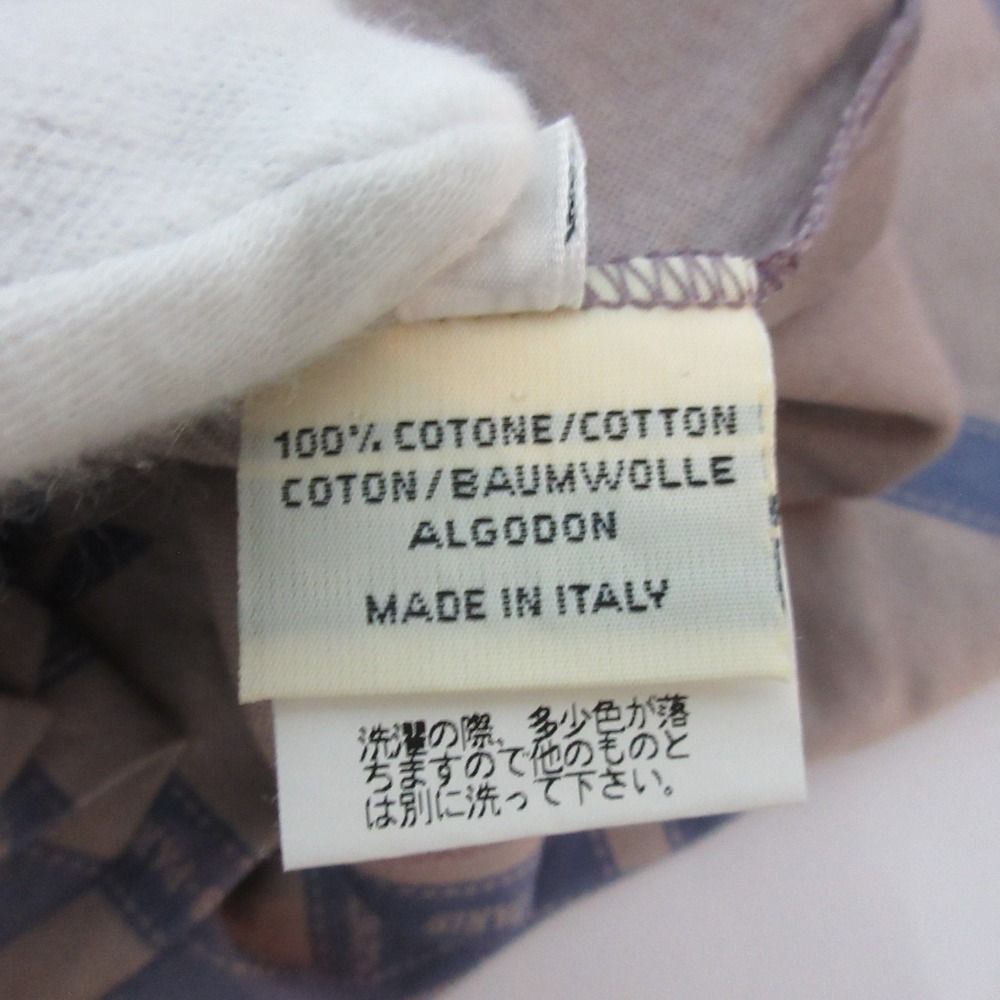 100% COTONE/COTTON
COTON/BAUMWOLLE
ALGODON
MADE IN ITALY
洗濯の際、多少色が落
ちますので他のものと
は別に洗って下さい。